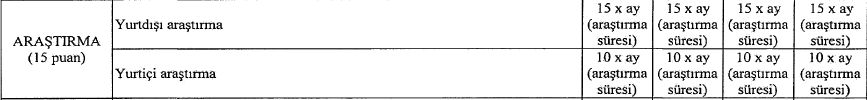 ARAŞTIRMA
(15 puan)
Yurtdışı araştırma
15 x ay 15 x ay 15 x ay 15 x ay
(araştırma (araştırma (araştırma (araştırma
süresi) süresi) süresi) süresi)
Yurtiçi araştırma
10 x ay 10 x ay 10 x ay 10 x ay
(araştırma (araştırma (araştırma (araştırma
süresi) süresi) süresi) süresi)